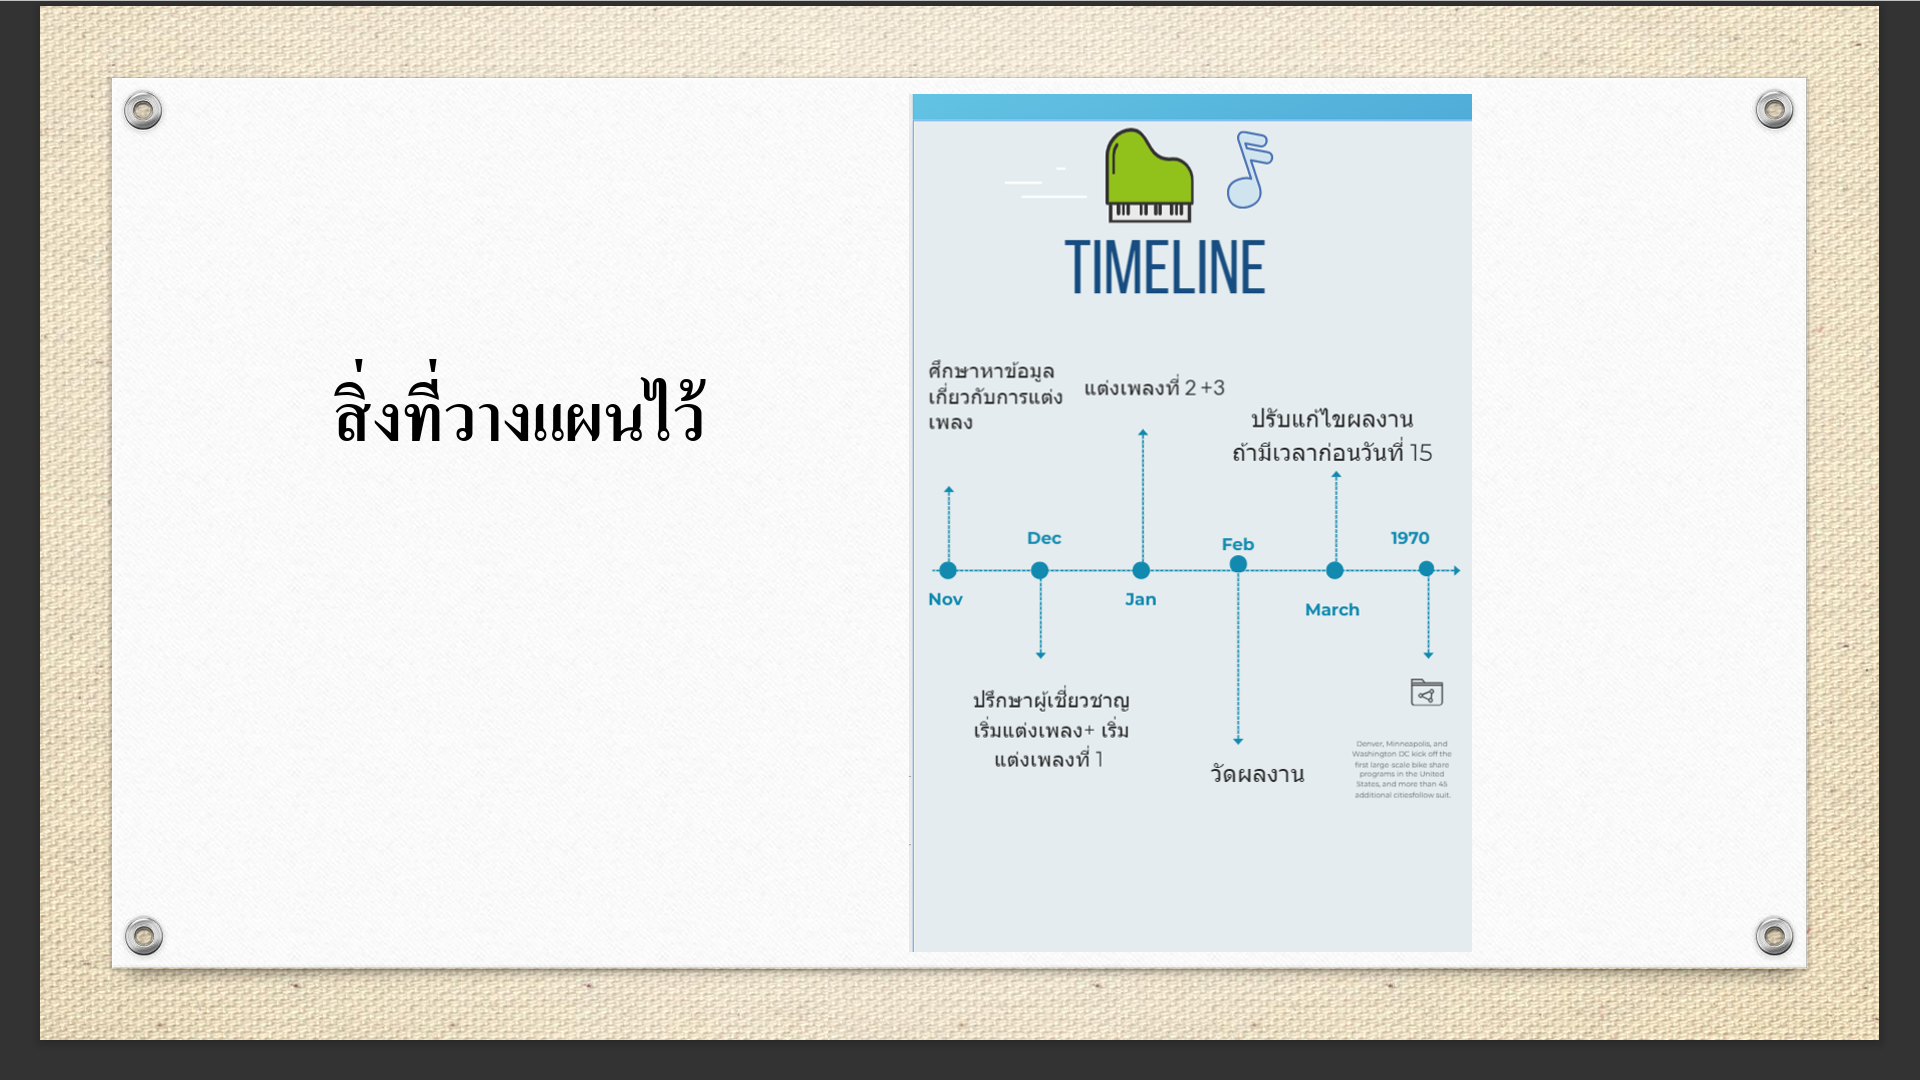 สิ่งที่วางแผนไว้
TIMELINE
ศึกษาหาข้อมูล
เกี่ยวกับการแต่ง
เพลง
แต่งเพลงที่ 2 +3
ปรับแก้ไขผลงาน
ถ้ามีเวลาก่อนวันที่ 15
Dec
Feb
1970
Nov
Jan
March
ปรึกษาผู้เชี่ยวชาญ
เริ่มแต่งเพลง+ เริ่ม
แต่งเพลงที่ 1
วัดผลงาน
Denver, Minneapolis, and
Washington DC kick off the
first large-scale bike share
programs in the United
States, and more than 45
additional citiesfollow suit.